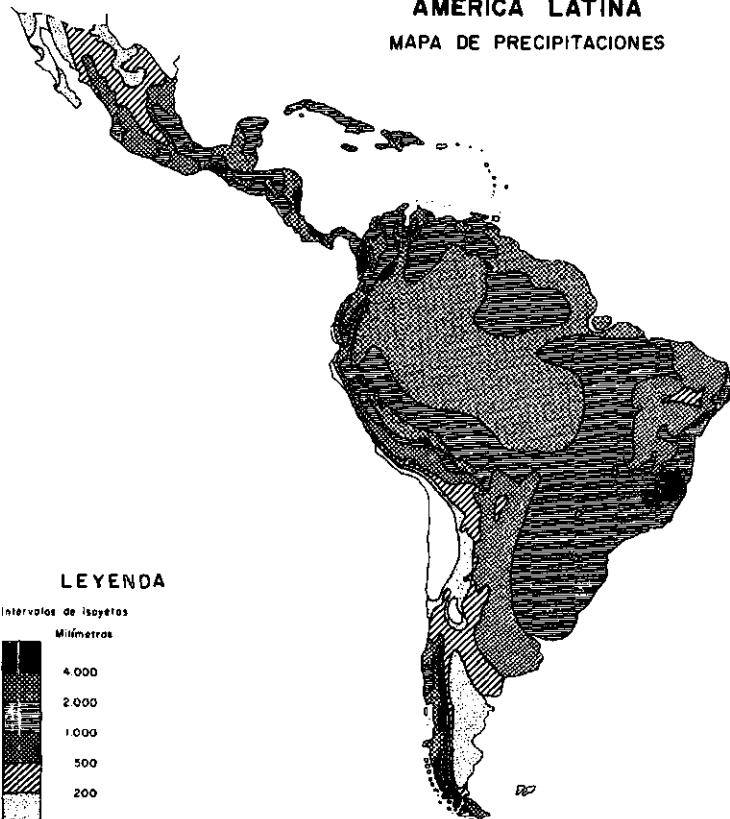 AMERICA LATINA
MAPA DE PRECIPITACIONES
LEYENDA
Intervalos de isoyetas
Milímetros
4.000
2.000
1.000
500
200